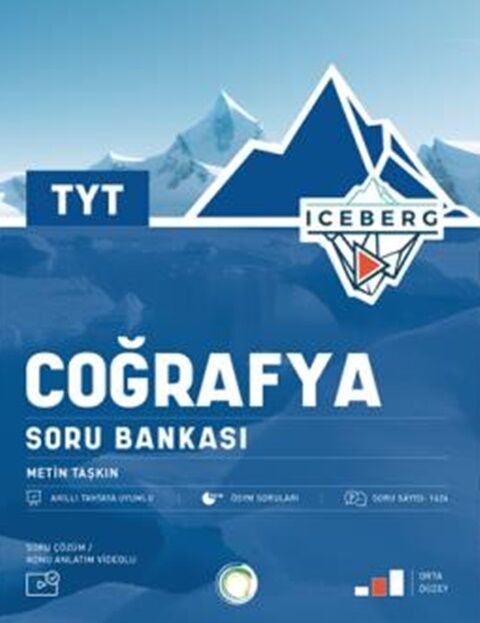 TYT
ICEBERG
COĞRAFYA
SORU BANKASI
METİN TAŞKIN
AKILLI TAHTAYA UYUMLU
ÖSYM SORULARI
SORU SAYISI:
SORU ÇÖZÜM /
KONU ANLATIM VİDEOLU
ORTA
DÜZEY